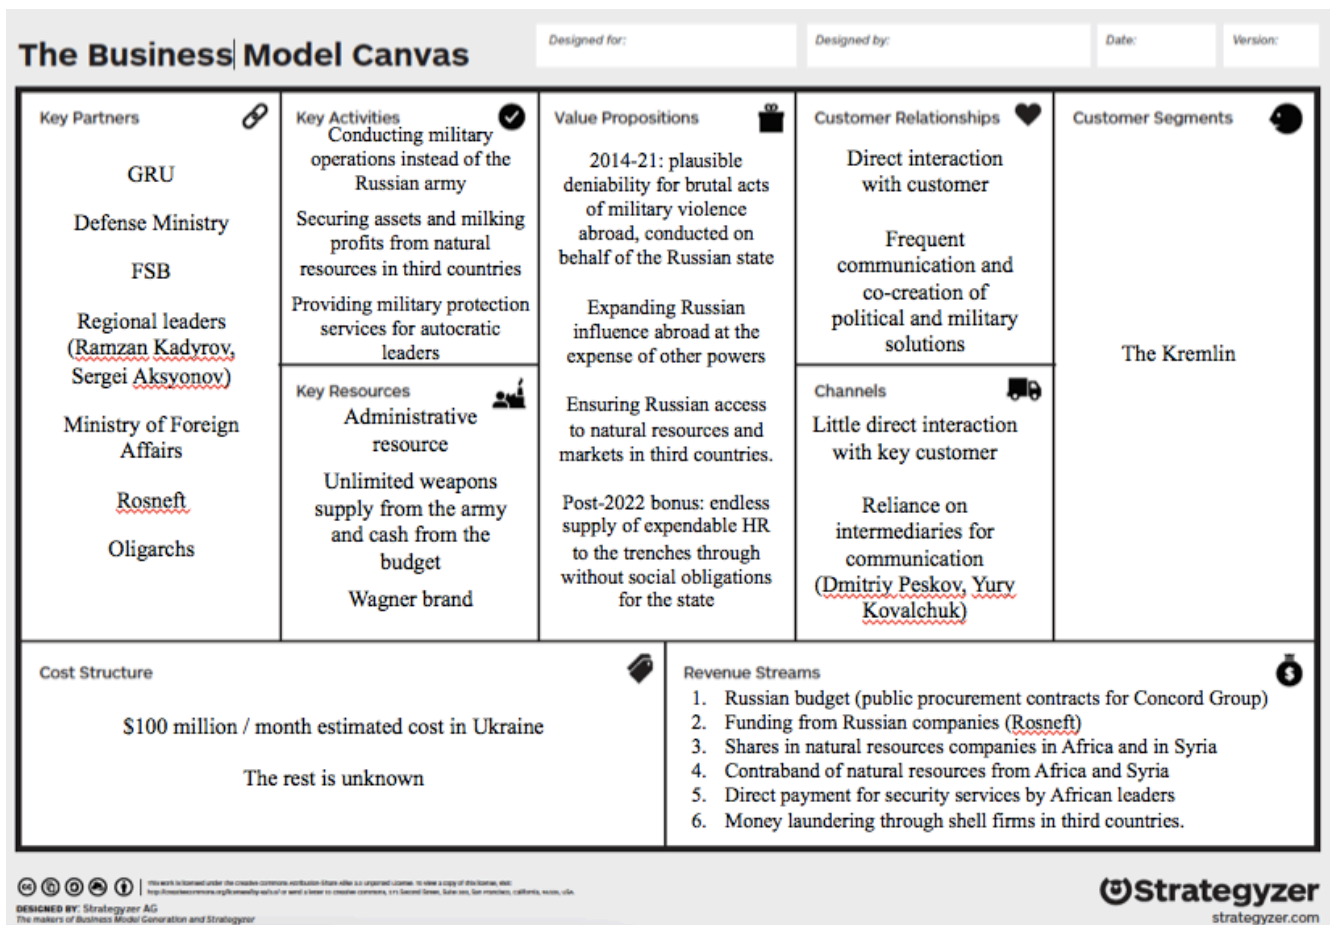 The Business Model Canvas
Designed for:
Designed by:
Date:
Version:
Key Partners
GRU
Defense Ministry
FSB
Regional leaders
(Ramzan Kadyrov,
Sergei Aksyonov)
Ministry of Foreign
Affairs
Rosneft
Oligarchs
Key Activities
Conducting military
operations instead of the
Russian army
Securing assets and milking
profits from natural
resources in third countries
Providing military protection
services for autocratic
leaders
Key Resources
Administrative
resource
Unlimited weapons
supply from the army
and cash from the
budget
Wagner brand
Value Propositions
2014-21: plausible
deniability for brutal acts
of military violence
abroad, conducted on
behalf of the Russian state
Expanding Russian
influence abroad at the
expense of other powers
Ensuring Russian access
to natural resources and
markets in third countries.
Post-2022 bonus: endless
supply of expendable HR
to the trenches through
without social obligations
for the state
Customer Relationships
Direct interaction
with customer
Frequent
communication and
co-creation of
political and military
solutions
Channels
Little direct interaction
with key customer
Reliance on
intermediaries for
communication
(Dmitriy Peskov, Yury
Kovalchuk)
Customer Segments
The Kremlin
Cost Structure
$100 million / month estimated cost in Ukraine
The rest is unknown
Revenue Streams
1. Russian budget (public procurement contracts for Concord Group)
2. Funding from Russian companies (Rosneft)
3. Shares in natural resources companies in Africa and in Syria
4. Contraband of natural resources from Africa and Syria
5. Direct payment for security services by African leaders
6. Money laundering through shell firms in third countries.
DESIGNED BY: Strategyzer AG
The makers of Business Model Generation and Strategyzer
Strategyzer
strategyzer.com